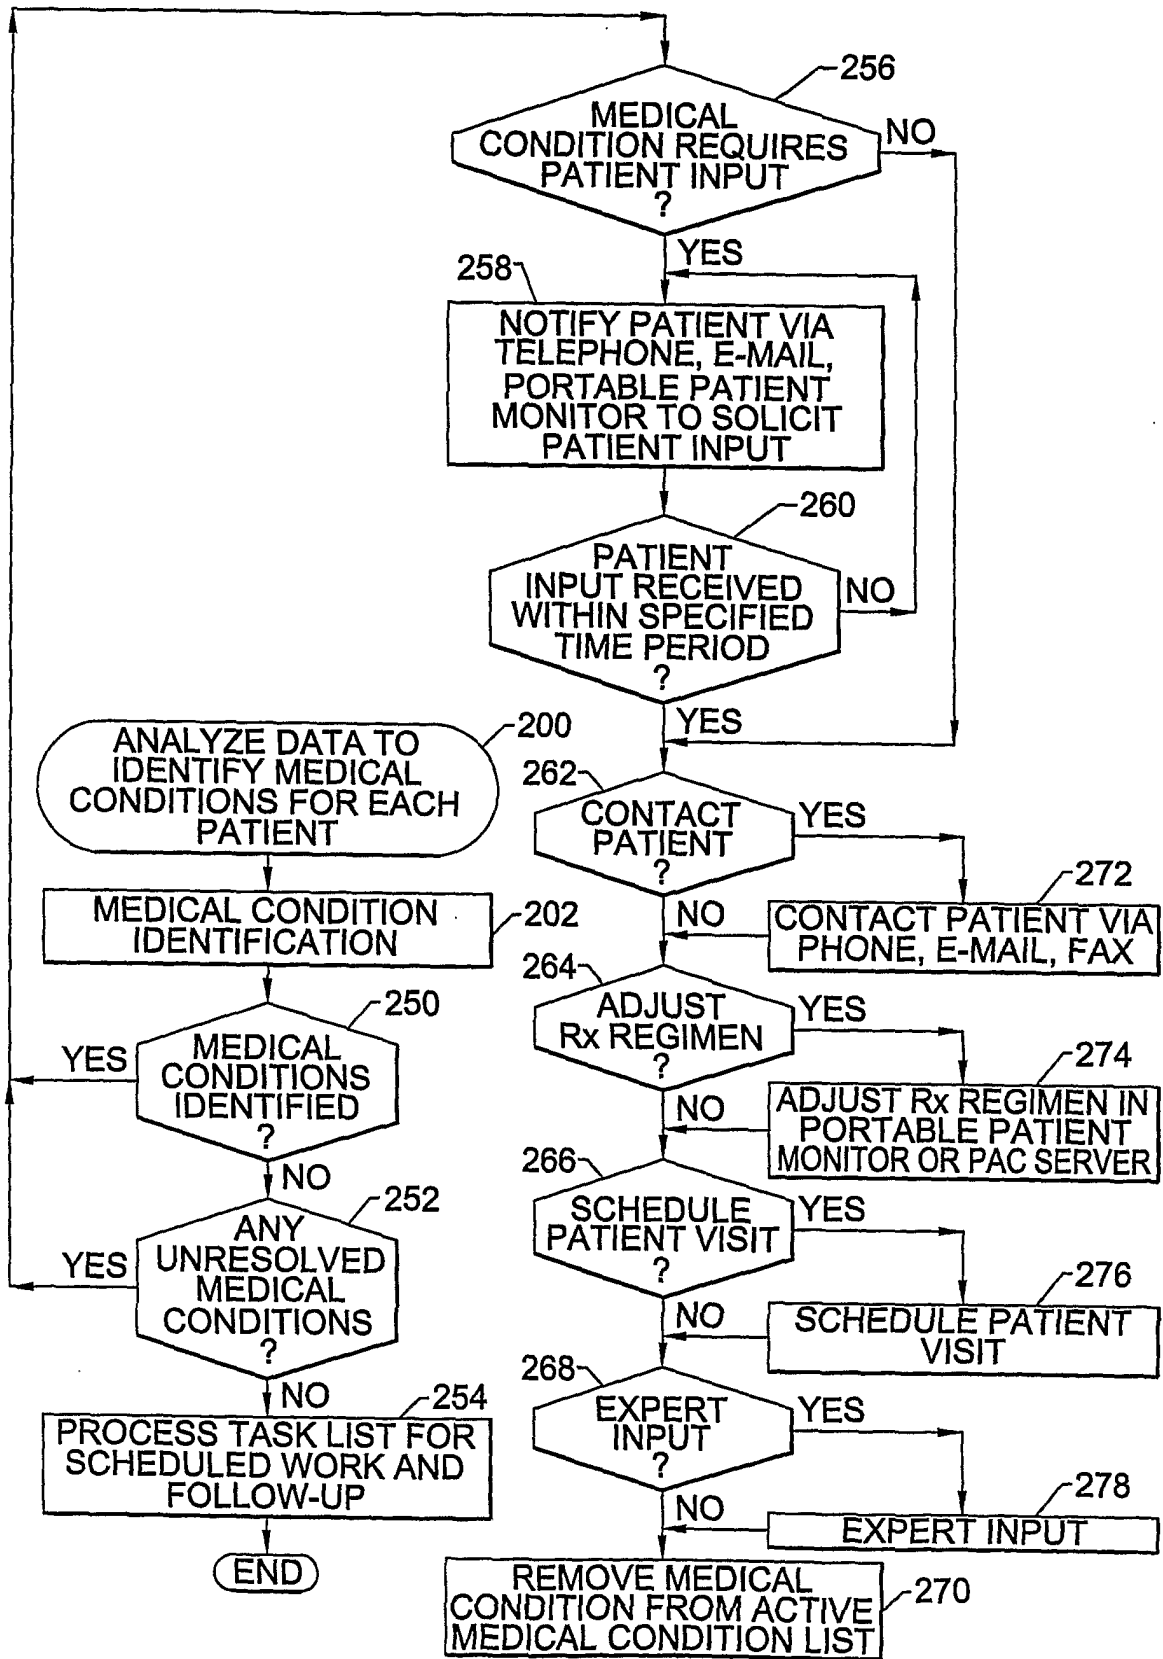 256
MEDICAL
CONDITION REQUIRES
PATIENT INPUT
?
NO
YES
258
NOTIFY PATIENT VIA
TELEPHONE, E-MAIL,
PORTABLE PATIENT
MONITOR TO SOLICIT
PATIENT INPUT
260
PATIENT
INPUT RECEIVED
WITHIN SPECIFIED
TIME PERIOD
?
NO
YES
200
ANALYZE DATA TO
IDENTIFY MEDICAL
CONDITIONS FOR EACH
PATIENT
202
MEDICAL CONDITION
IDENTIFICATION
250
MEDICAL
CONDITIONS
IDENTIFIED
?
YES
NO
252
ANY
UNRESOLVED
MEDICAL
CONDITIONS
?
YES
NO
254
PROCESS TASK LIST FOR
SCHEDULED WORK AND
FOLLOW-UP
END
262
CONTACT
PATIENT
?
YES
NO
272
CONTACT PATIENT VIA
PHONE, E-MAIL, FAX
264
ADJUST
Rx REGIMEN
?
YES
NO
274
ADJUST Rx REGIMEN IN
PORTABLE PATIENT
MONITOR OR PAC SERVER
266
SCHEDULE
PATIENT VISIT
?
YES
NO
276
SCHEDULE PATIENT
VISIT
268
EXPERT
INPUT
?
YES
NO
278
EXPERT INPUT
REMOVE MEDICAL
CONDITION FROM ACTIVE
MEDICAL CONDITION LIST
270